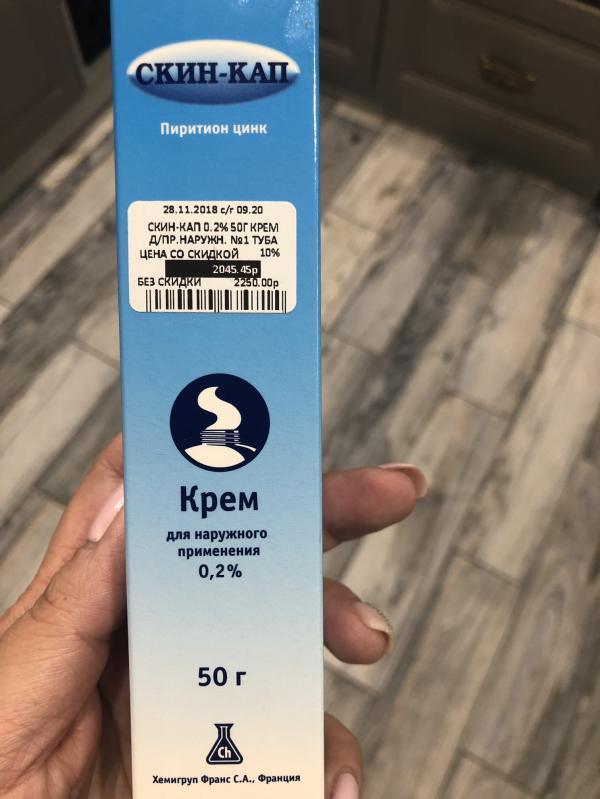 СКИН-КАП
Пиритион цинк
28.11.2018 с/г 09.20
СКИН-КАП 0.2% 50Г КРЕМ
Д/ПР.НАРУЖН. №1 ТУБА
ЦЕНА СО СКИДКОЙ 10%
2045.45р
БЕЗ СКИДКИ 2250.00р
Крем
для наружного
применения
0,2%
50 г
Ch
Хемигруп Франс С.А., Франция